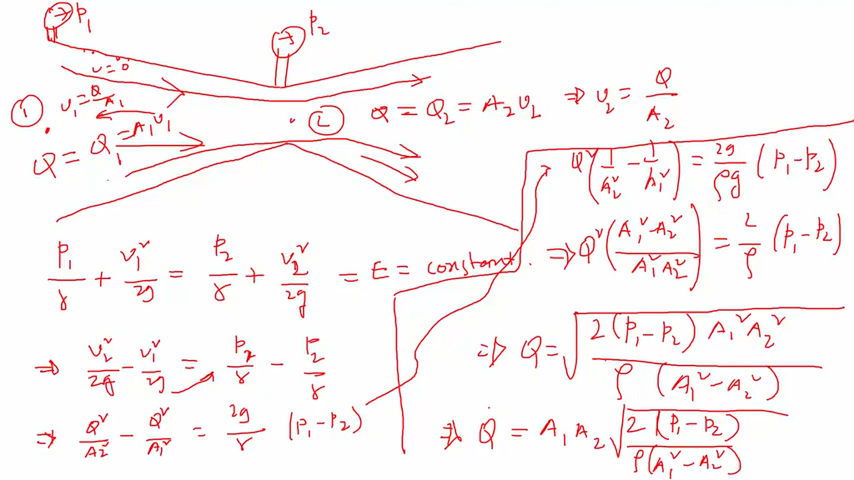 P₁
P₂
v=0
① v₁ = Q/A₁
Q = Q₁ = A₁v₁
② Q = Q₂ = A₂v₂ ⇒ v₂ = Q/A₂
P₁/γ + v₁²/2g = P₂/γ + v₂²/2g = E = constant.
⇒ v₂²/2g − v₁²/2g = P₂/γ − P₂/γ
⇒ Q²/A₂² − Q²/A₁² = 2g/γ (P₁−P₂)
Q² (1/A₂² − 1/A₁²) = 2g/ρg (P₁−P₂)
⇒ Q² (A₁²−A₂² / A₁²A₂²) = 2/ρ (P₁−P₂)
⇒ Q = √(2(P₁−P₂) A₁²A₂² / ρ (A₁²−A₂²))
⇒ Q = A₁A₂ √(2(P₁−P₂) / ρ(A₁²−A₂²))